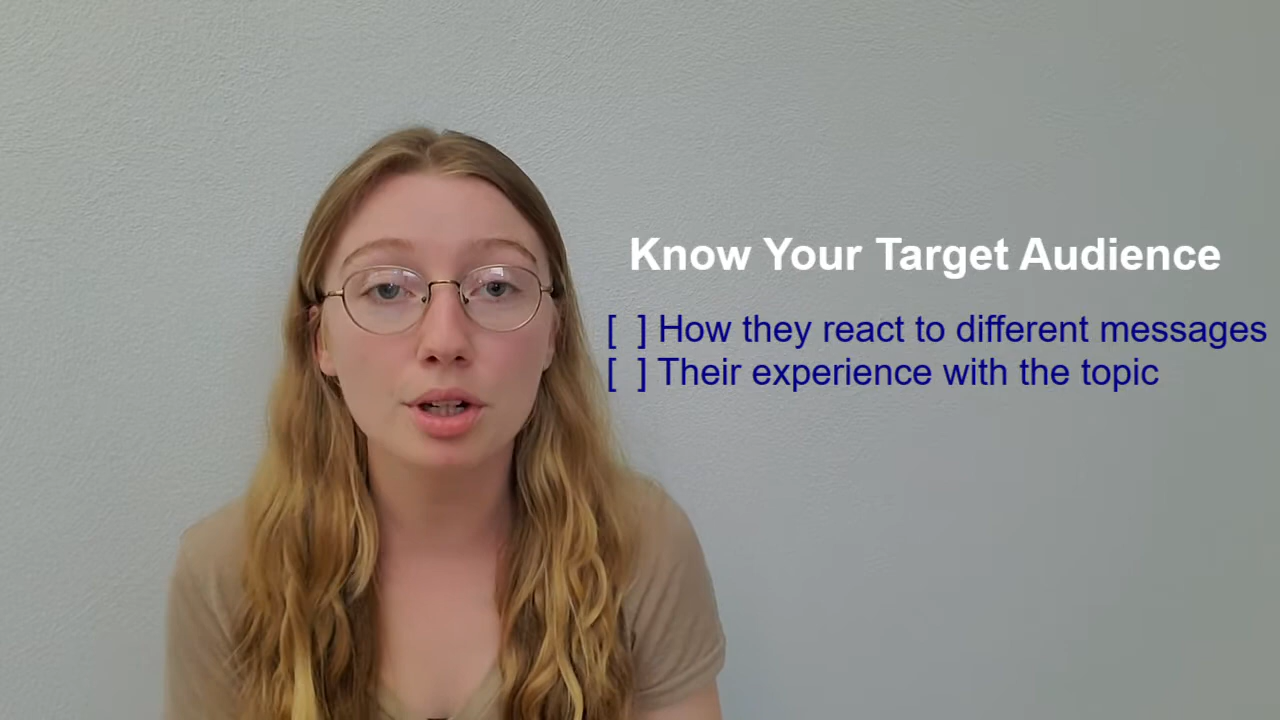 Know Your Target Audience
[ ] How they react to different messages
[ ] Their experience with the topic